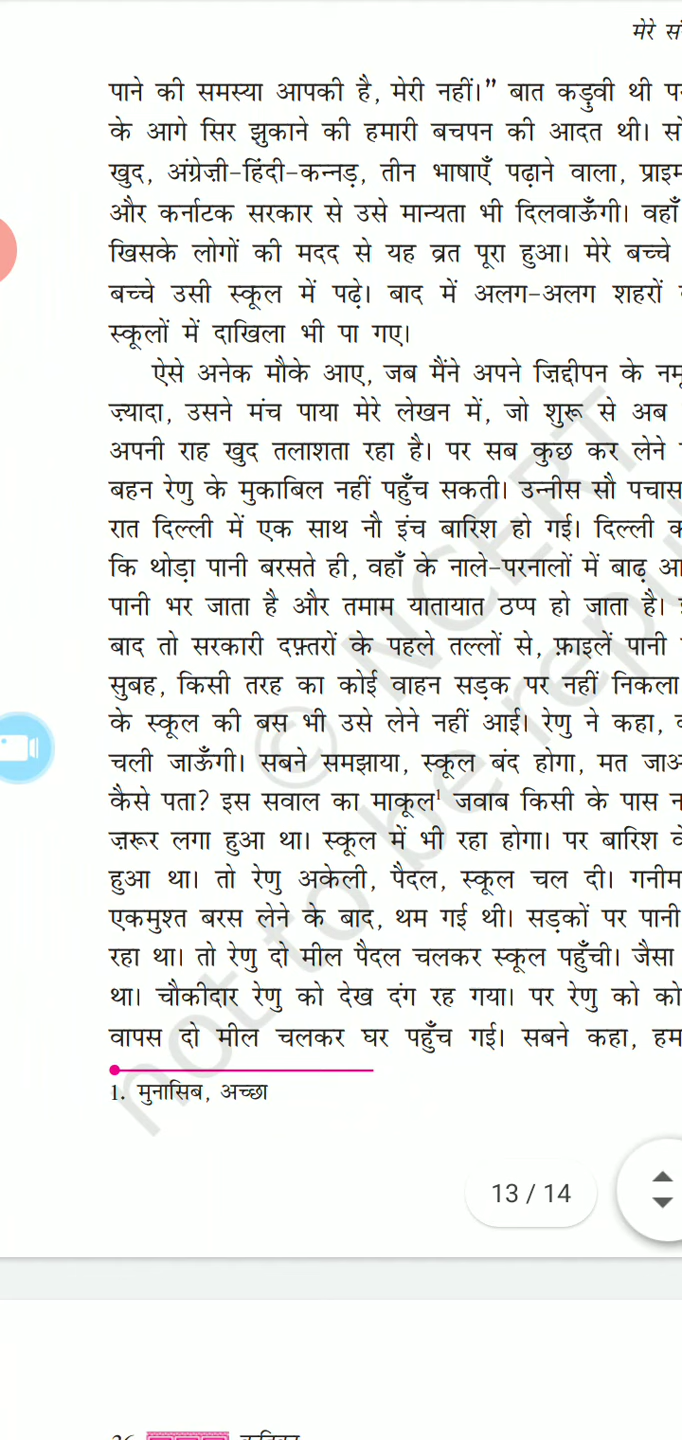 मेरे
पाने की समस्या आपकी है, मेरी नहीं।” बात कड़ुवी थी
के आगे सिर झुकाने की हमारी बचपन की आदत थी।
खुद, अंग्रेज़ी-हिंदी-कन्नड़, तीन भाषाएँ पढ़ाने वाला,
और कर्नाटक सरकार से उसे मान्यता भी दिलवाऊँगी। वहाँ
खिसके लोगों की मदद से यह व्रत पूरा हुआ। मेरे बच्चे
बच्चे उसी स्कूल में पढ़े। बाद में अलग-अलग शहरों
स्कूलों में दाखिला भी पा गए।
ऐसे अनेक मौके आए, जब मैंने अपने ज़िद्दीपन के
ज़्यादा, उसने मंच पाया मेरे लेखन में, जो शुरू से अब
अपनी राह खुद तलाशता रहा है। पर सब कुछ कर लेने
बहन रेणु के मुकाबिल नहीं पहुँच सकती। उन्नीस सौ पचास
रात दिल्ली में एक साथ नौ इंच बारिश हो गई। दिल्ली
कि थोड़ा पानी बरसते ही, वहाँ के नाले-परनालों में बाढ़
पानी भर जाता है और तमाम यातायात ठप्प हो जाता है।
बाद तो सरकारी दफ़्तरों के पहले तल्लों से, फ़ाइलें पानी
सुबह, किसी तरह का कोई वाहन सड़क पर नहीं निकला
के स्कूल की बस भी उसे लेने नहीं आई। रेणु ने कहा,
चली जाऊँगी। सबने समझाया, स्कूल बंद होगा, मत
कैसे पता? इस सवाल का माकूल¹ जवाब किसी के पास
ज़रूर लगा हुआ था। स्कूल में भी रहा होगा। पर बारिश
हुआ था। तो रेणु अकेली, पैदल, स्कूल चल दी।
एकमुश्त बरस लेने के बाद, थम गई थी। सड़कों पर पानी
रहा था। तो रेणु दो मील पैदल चलकर स्कूल पहुँची। जैसा
था। चौकीदार रेणु को देख दंग रह गया। पर रेणु को
वापस दो मील चलकर घर पहुँच गई। सबने कहा,
1. मुनासिब, अच्छा
© NCERT
not to be
13 / 14